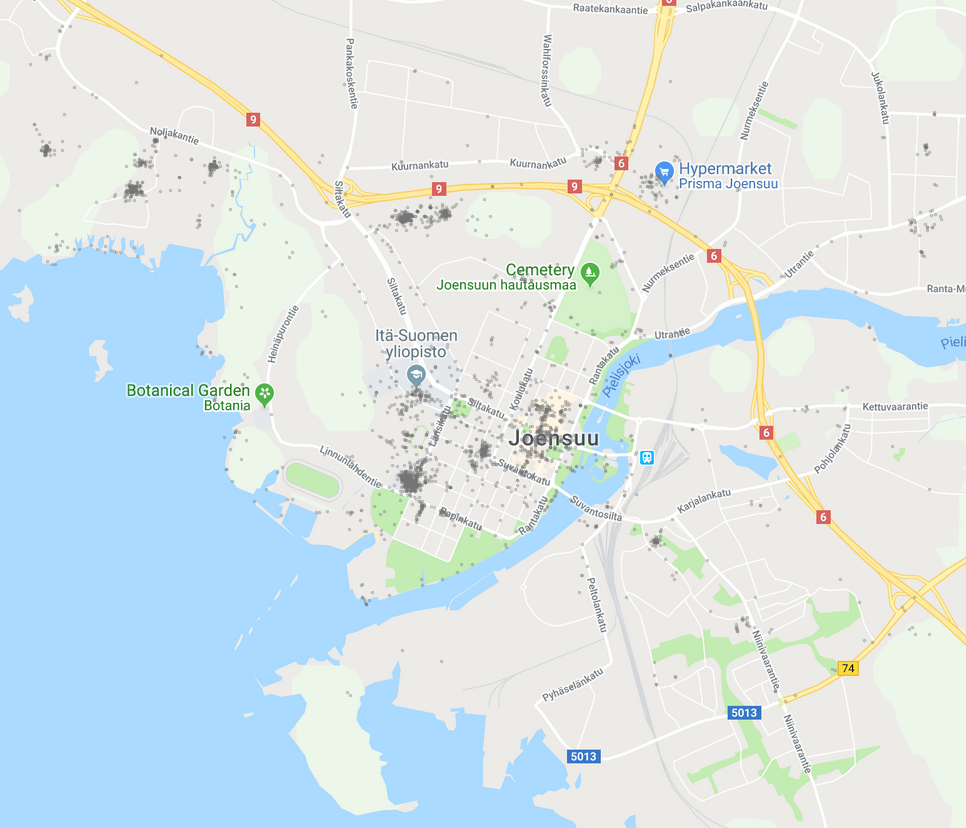 6
Raatekankaantie
Salpakankaankatu
Pankakoskentie
Wahlforssinkatu
Jukolankatu
Nurmeksentie
9
Noljakantie
Kuurnankatu
Kuurnankatu
6
Hypermarket
Prisma Joensuu
9
9
Siltakatu
6
Cemetery
Joensuun hautausmaa
Nurmeksentie
Utrantie
Siltakatu
Ranta-Mu
Heinäpurontie
Itä-Suomen
yliopisto
Utrantie
Rantakatu
Pielisjoki
Pieli
Botanical Garden
Botania
Koulukatu
Siltakatu
Länsikatu
Kettuvaarantie
Joensuu
6
Pohjolankatu
Linnunlahdentie
Suvantokatu
Karjalankatu
Papinkatu
Rantakatu
Suvantosilta
6
Peltolankatu
Niinivaarantie
74
Pyhäselänkatu
5013
Niinivaarantie
5013